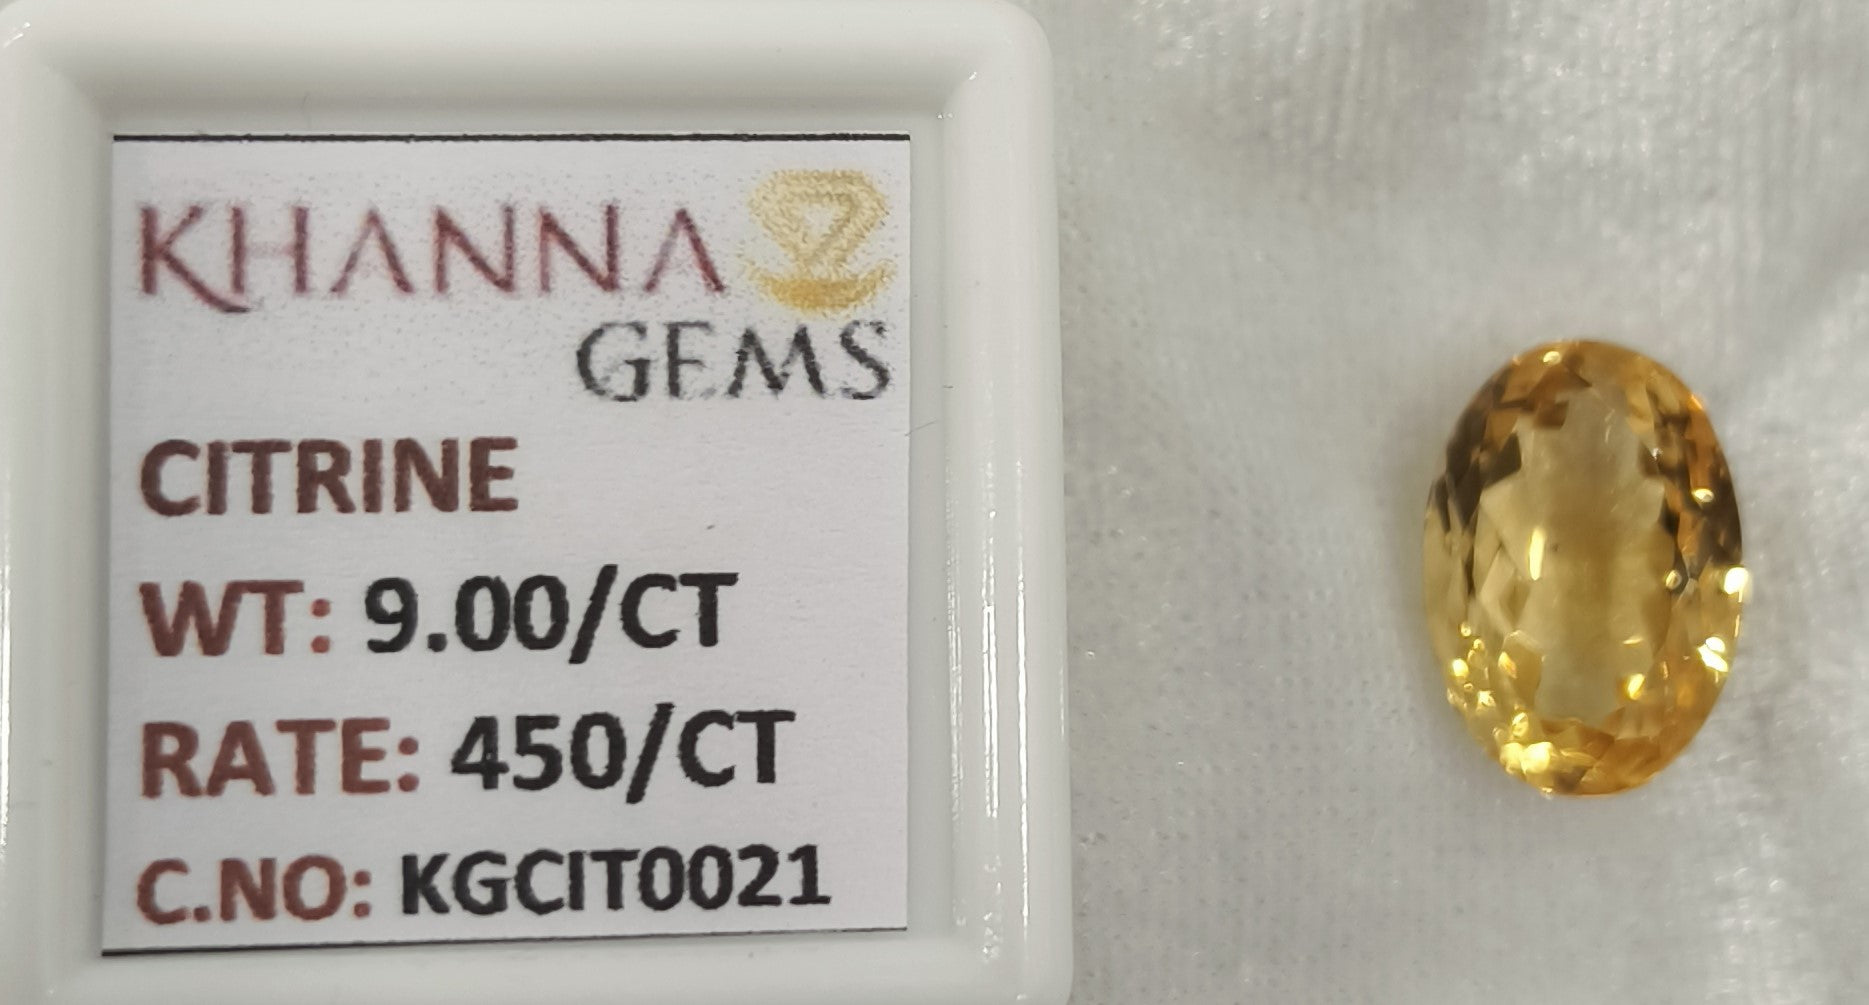 KHANNA
GEMS
CITRINE
WT: 9.00/CT
RATE: 450/CT
C.NO: KGCIT0021